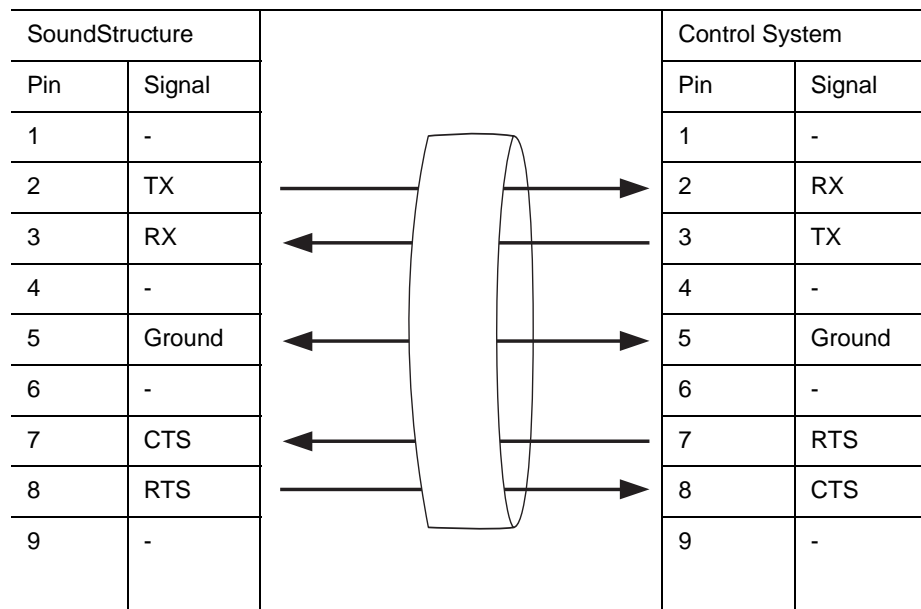 SoundStructure Control System
Pin Signal Pin Signal
1 - 1 -
2 TX 2 RX
3 RX 3 TX
4 - 4 -
5 Ground 5 Ground
6 - 6 -
7 CTS 7 RTS
8 RTS 8 CTS
9 - 9 -